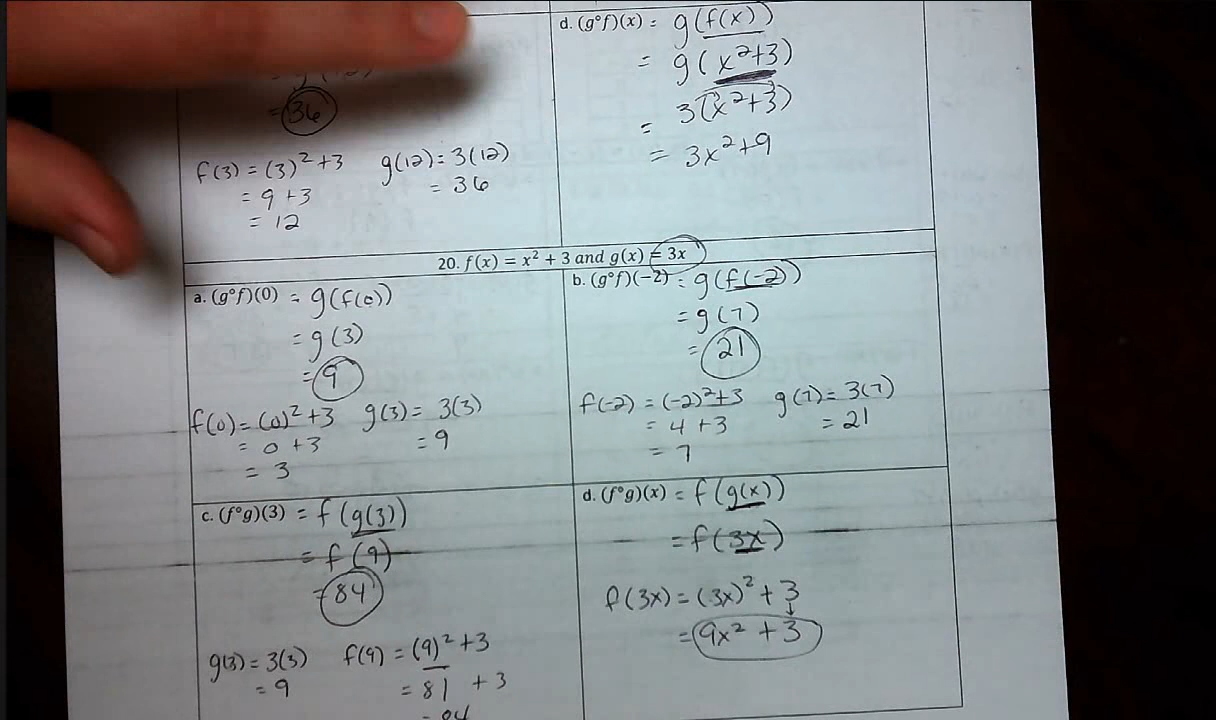 = 36
f(3) = (3)² + 3
= 9 + 3
= 12
g(12) = 3(12)
= 36
d. (g°f)(x) = g(f(x))
= g(x²+3)
= 3(x²+3)
= 3x²+9
20. f(x) = x² + 3 and g(x) = 3x
a. (g°f)(0) = g(f(0))
= g(3)
= 9
f(0) = (0)² + 3
= 0 + 3
= 3
g(3) = 3(3)
= 9
b. (g°f)(-2) = g(f(-2))
= g(7)
= 21
f(-2) = (-2)² + 3
= 4 + 3
= 7
g(7) = 3(7)
= 21
c. (f°g)(3) = f(g(3))
= f(9)
= 84
g(3) = 3(3)
= 9
f(9) = (9)² + 3
= 81 + 3
= 84
d. (f°g)(x) = f(g(x))
= f(3x)
f(3x) = (3x)² + 3
= 9x² + 3